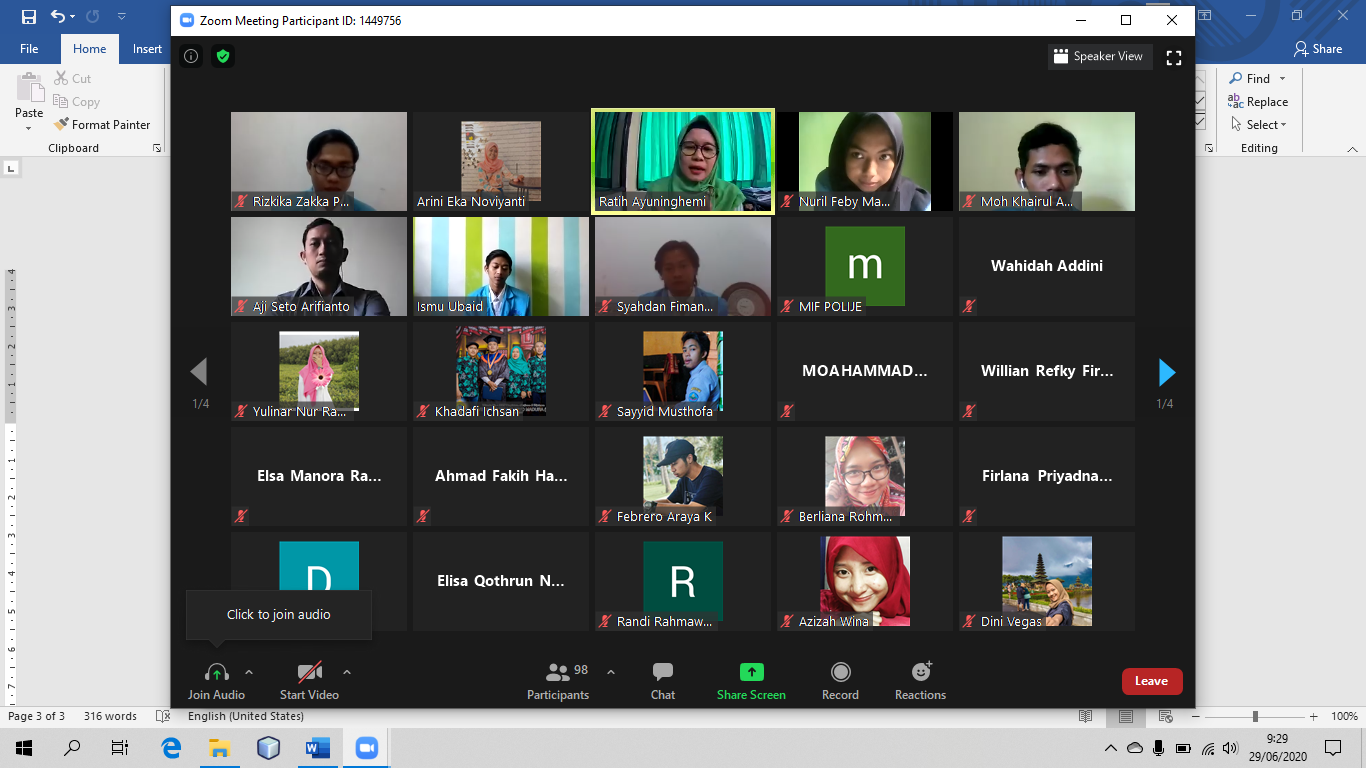 Zoom Meeting Participant ID: 1449756
File
Home
Insert
Share
Paste
Cut
Copy
Format Painter
Clipboard
Find
Replace
Select
Editing
Speaker View
Rizkika Zakka P...
Arini Eka Noviyanti
Ratih Ayuninghemi
Nuril Feby Ma...
Moh Khairul A...
Aji Seto Arifianto
Ismu Ubaid
Syahdan Fiman...
m
MIF POLIJE
Wahidah Addini
Yulinar Nur Ra...
Khadafi Ichsan
Sayyid Musthofa
MOAHAMMAD...
Willian Refky Fir...
1/4
1/4
Elsa Manora Ra...
Ahmad Fakih Ha...
Febrero Araya K
Berliana Rohm...
Firlana Priyadna...
D
Elisa Qothrun N...
R
Randi Rahmaw...
Azizah Wina
Dini Vegas
Click to join audio
Join Audio
Start Video
98
Participants
Chat
Share Screen
Record
Reactions
Leave
Page 3 of 3
316 words
English (United States)
100%
9:29
29/06/2020